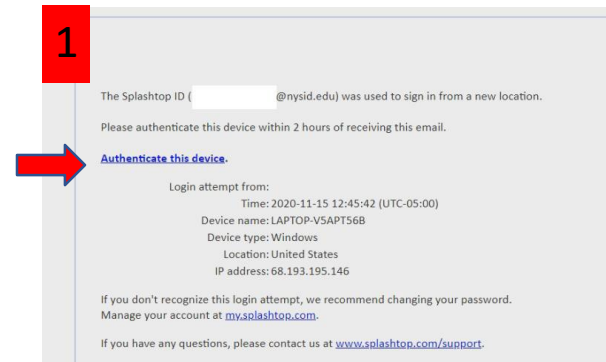 1
The Splashtop ID ( @nysid.edu) was used to sign in from a new location.
Please authenticate this device within 2 hours of receiving this email.
Authenticate this device.
Login attempt from:
Time: 2020-11-15 12:45:42 (UTC-05:00)
Device name: LAPTOP-V5APT56B
Device type: Windows
Location: United States
IP address: 68.193.195.146
If you don't recognize this login attempt, we recommend changing your password.
Manage your account at my.splashtop.com.
If you have any questions, please contact us at www.splashtop.com/support.